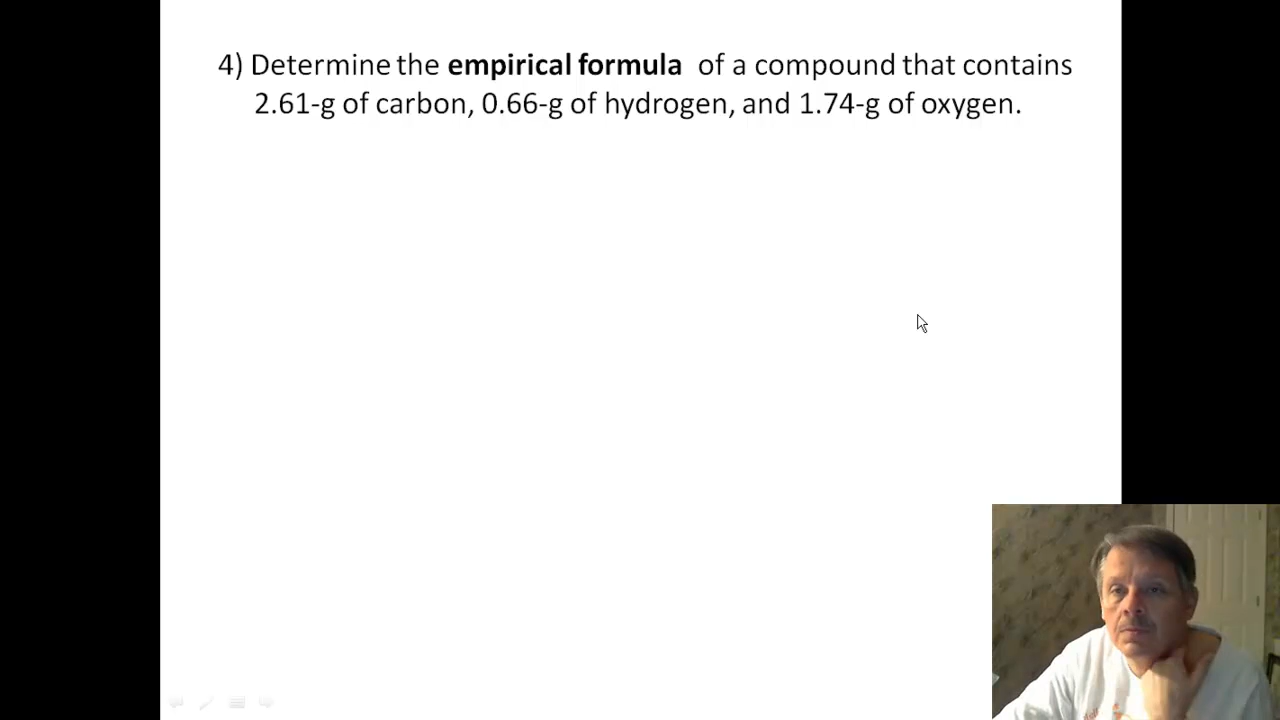 4) Determine the empirical formula of a compound that contains
2.61-g of carbon, 0.66-g of hydrogen, and 1.74-g of oxygen.